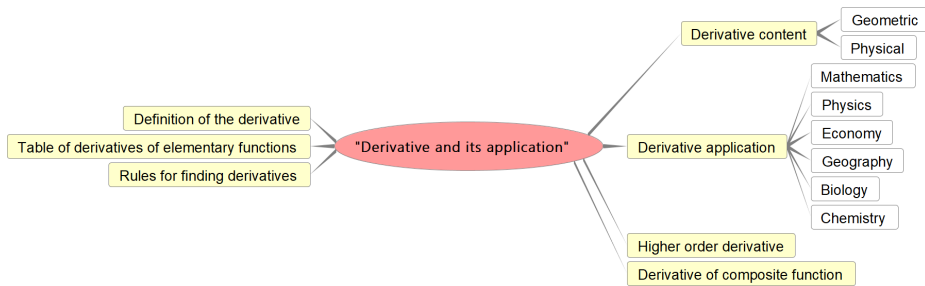 Derivative content
Geometric
Physical
Mathematics
Physics
Economy
Geography
Biology
Chemistry
Derivative application
"Derivative and its application"
Definition of the derivative
Table of derivatives of elementary functions
Rules for finding derivatives
Higher order derivative
Derivative of composite function